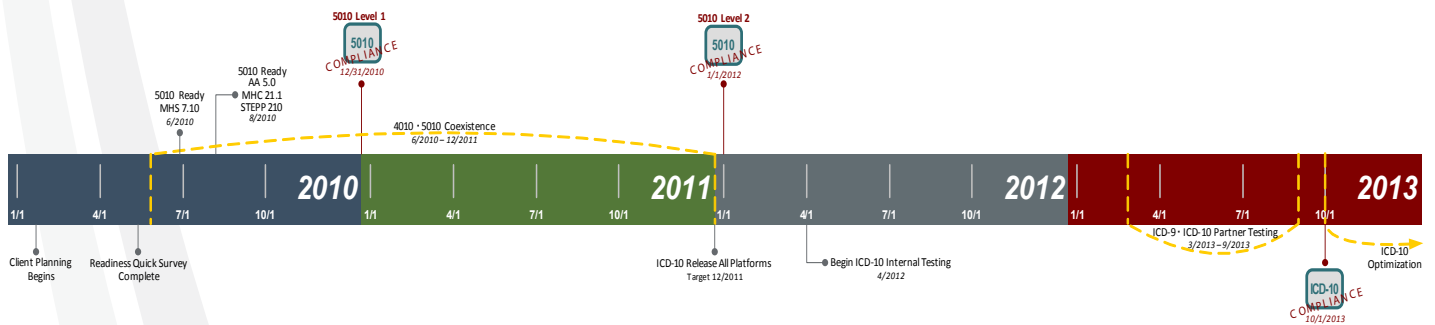 5010 Level 1
5010
COMPLIANCE
12/31/2010
5010 Level 2
5010
COMPLIANCE
1/1/2012
5010 Ready
MHS 7.10
6/2010
5010 Ready
AA 5.0
MHC 21.1
STEPP 210
8/2010
4010 · 5010 Coexistence
6/2010 – 12/2011
2010
2011
2012
2013
1/1
4/1
7/1
10/1
1/1
4/1
7/1
10/1
1/1
4/1
7/1
10/1
1/1
4/1
7/1
10/1
Client Planning
Begins
Readiness Quick Survey
Complete
ICD-10 Release All Platforms
Target 12/2011
Begin ICD-10 Internal Testing
4/2012
ICD-9 · ICD-10 Partner Testing
3/2013 – 9/2013
ICD-10
Optimization
ICD-10
COMPLIANCE
10/1/2013